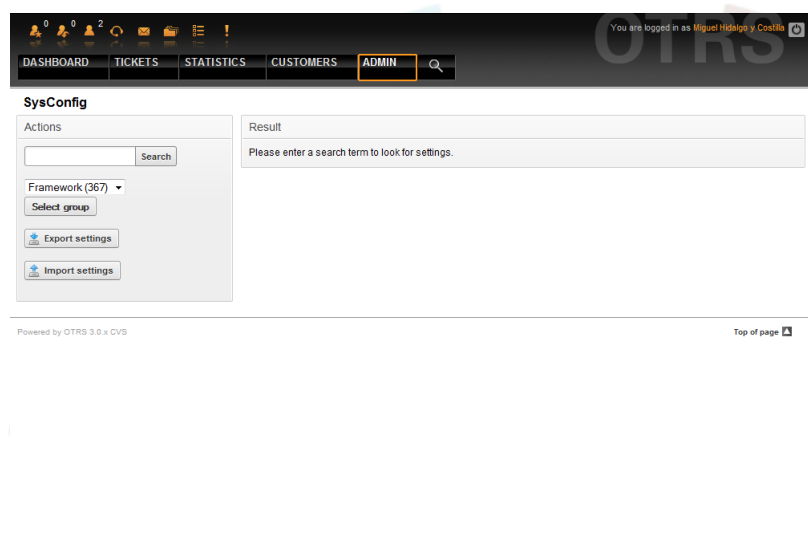 0 0 2
You are logged in as Miguel Hidalgo y Costilla
OTRS
DASHBOARD TICKETS STATISTICS CUSTOMERS ADMIN
SysConfig
Actions
Result
Search
Please enter a search term to look for settings.
Framework (367)
Select group
Export settings
Import settings
Powered by OTRS 3.0.x CVS
Top of page